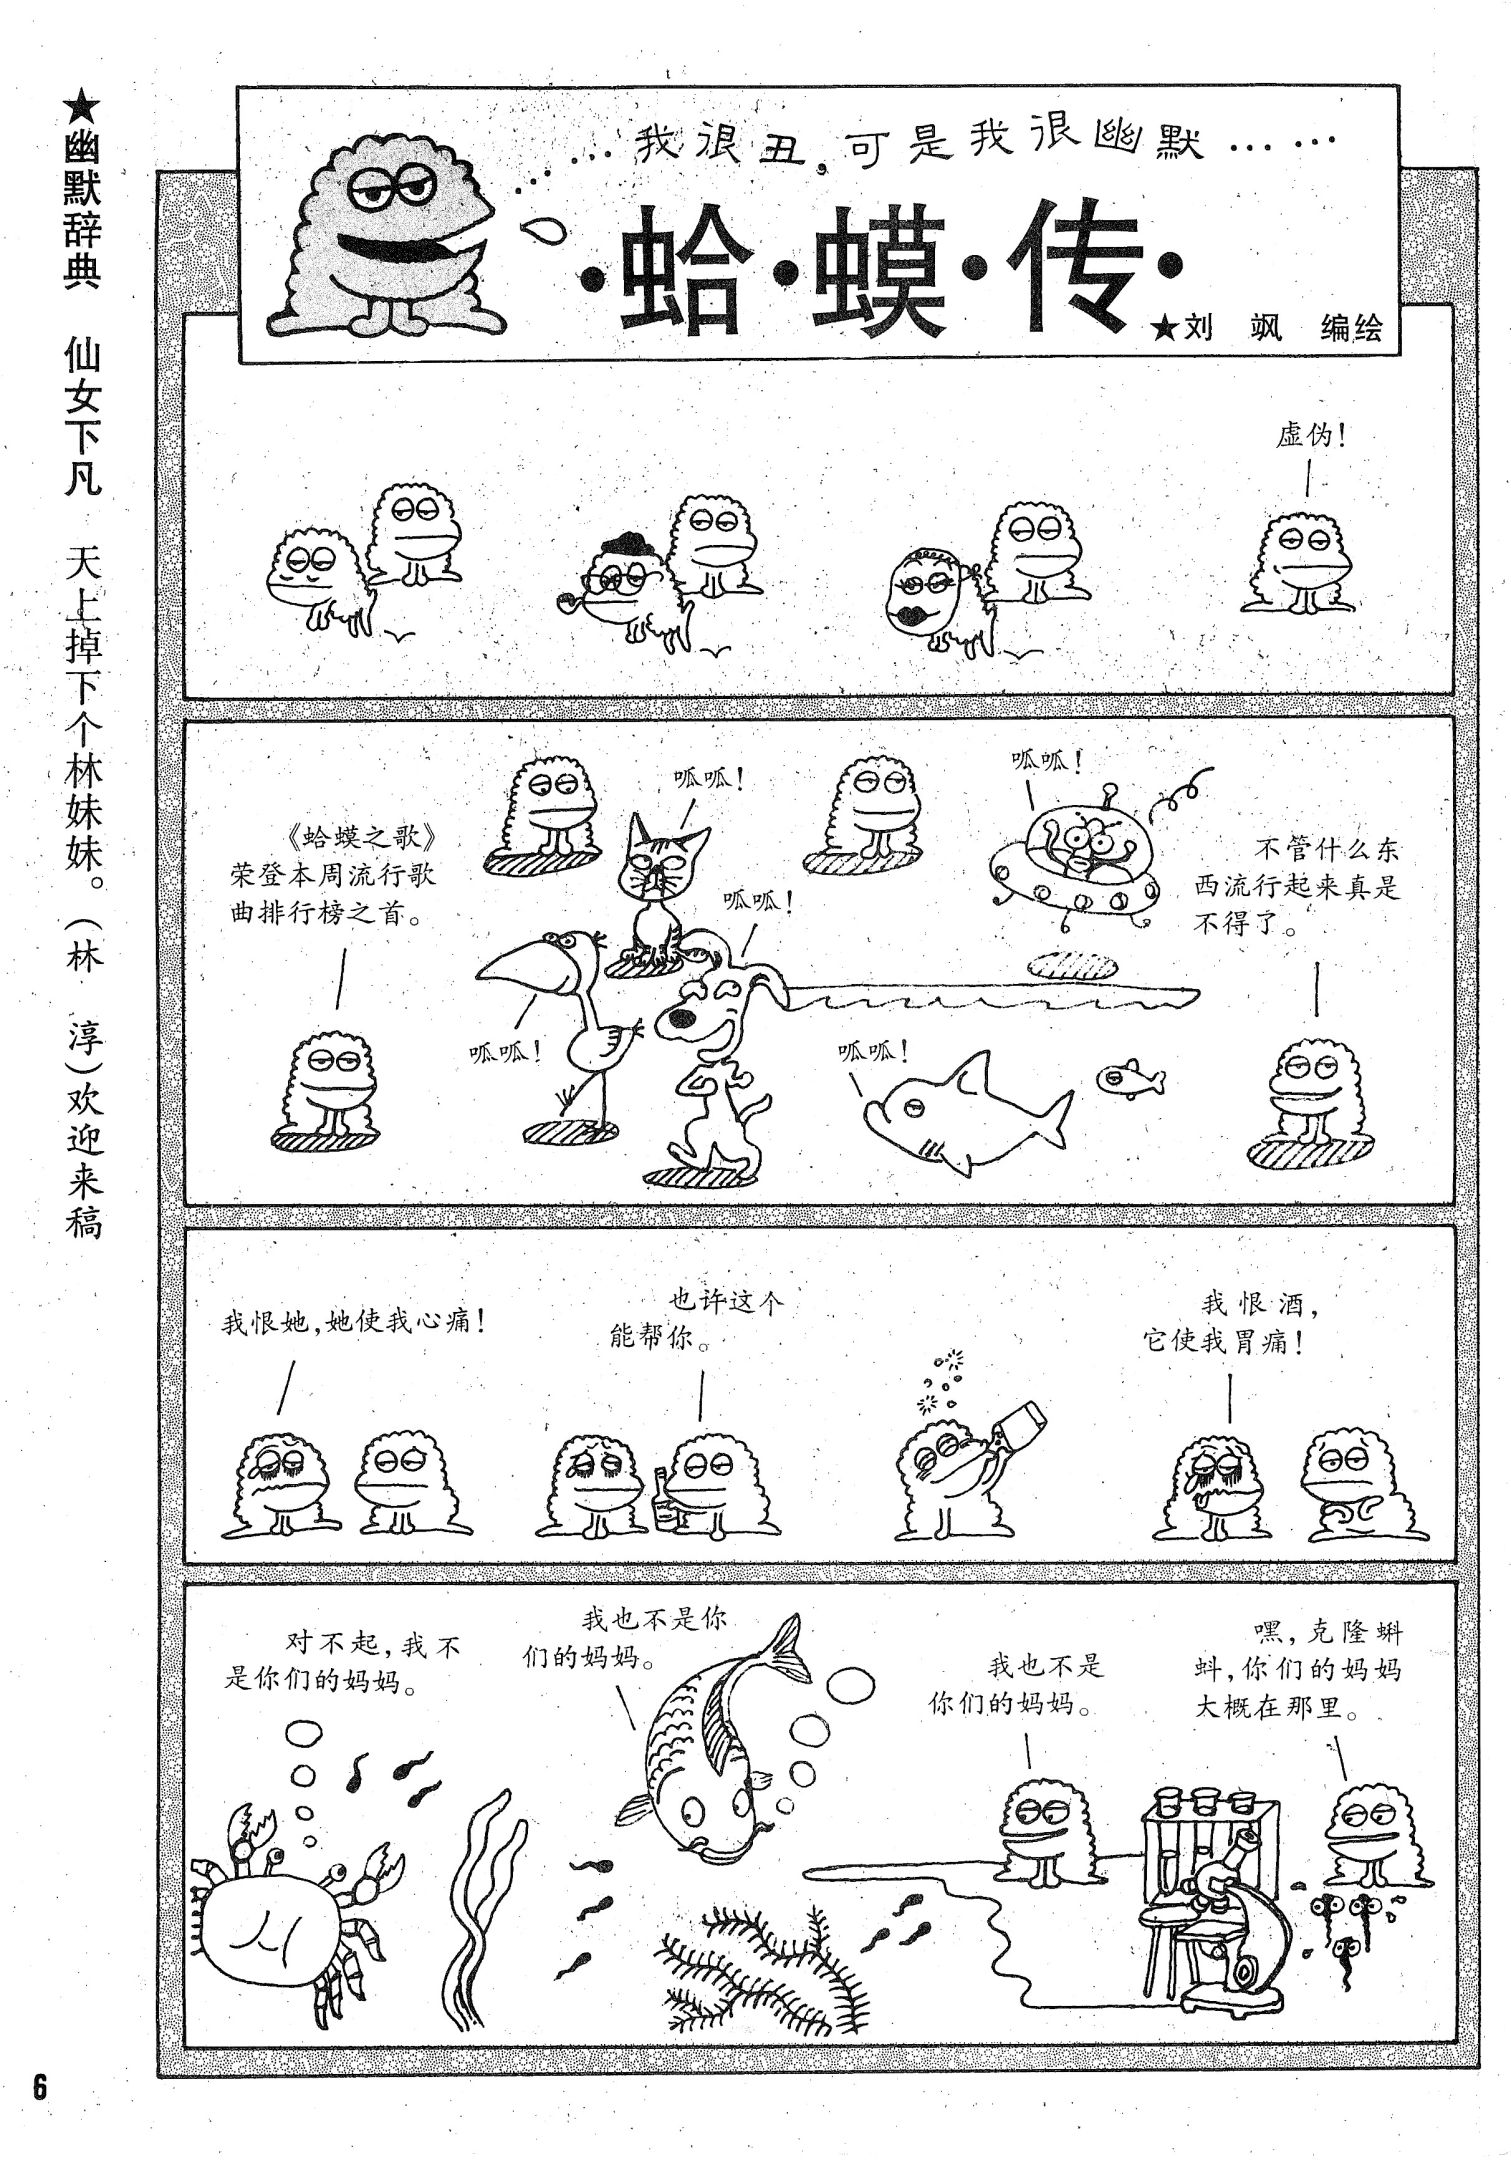 ★幽默辞典 仙女下凡 天上掉下个林妹妹。（林 淳）欢迎来稿
…我很丑,可是我很幽默……
·蛤·蟆·传·
★刘 飒 编绘
虚伪!
《蛤蟆之歌》
荣登本周流行歌
曲排行榜之首。
呱呱!
呱呱!
呱呱!
呱呱!
呱呱!
不管什么东
西流行起来真是
不得了。
我恨她,她使我心痛!
也许这个
能帮你。
我恨酒,
它使我胃痛!
对不起,我不
是你们的妈妈。
我也不是你
们的妈妈。
我也不是
你们的妈妈。
嘿,克隆蝌
蚪,你们的妈妈
大概在那里。
6